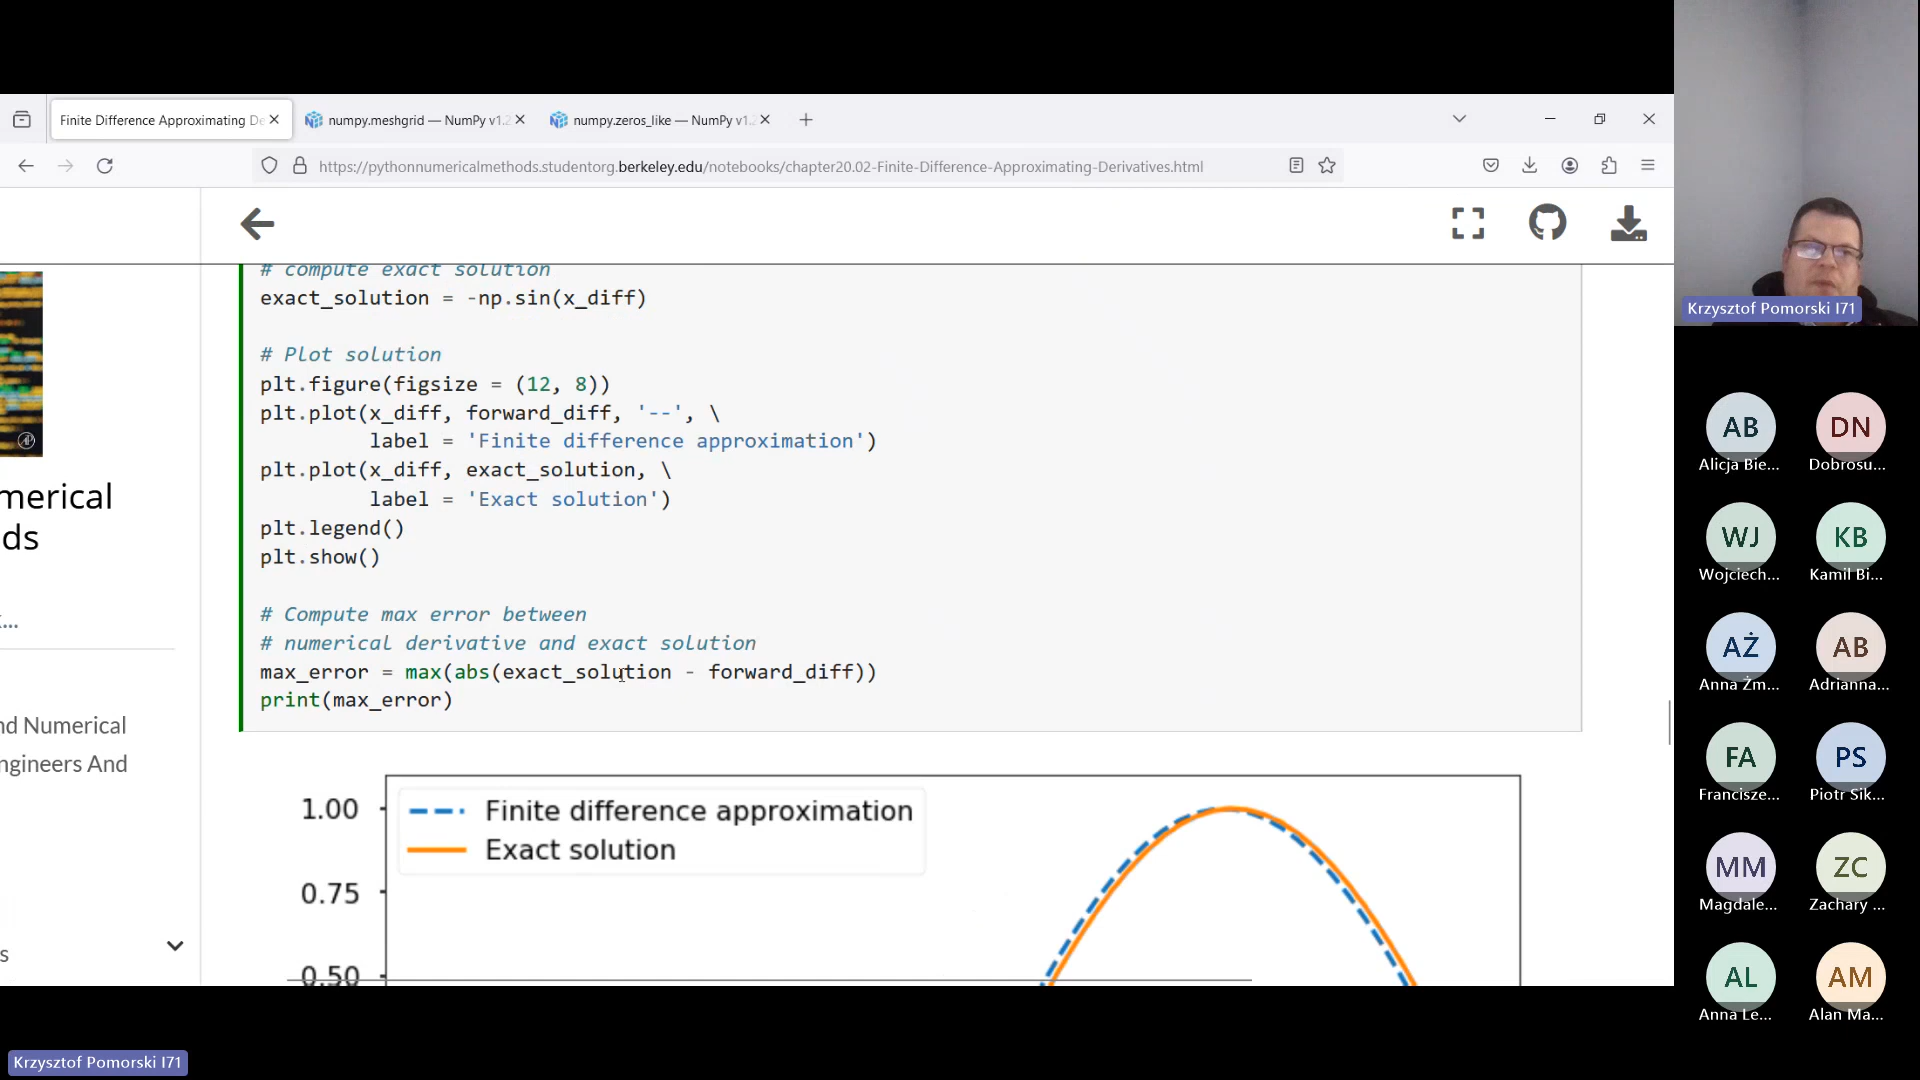 Finite Difference Approximating De
numpy.meshgrid — NumPy v1.2
numpy.zeros_like — NumPy v1.
https://pythonnumericalmethods.studentorg.berkeley.edu/notebooks/chapter20.02-Finite-Difference-Approximating-Derivatives.html
merical
ds
...
nd Numerical
ngineers And
s
# compute exact solution
exact_solution = -np.sin(x_diff)
# Plot solution
plt.figure(figsize = (12, 8))
plt.plot(x_diff, forward_diff, '--', \
label = 'Finite difference approximation')
plt.plot(x_diff, exact_solution, \
label = 'Exact solution')
plt.legend()
plt.show()
# Compute max error between
# numerical derivative and exact solution
max_error = max(abs(exact_solution - forward_diff))
print(max_error)
1.00
0.75
0.50
Finite difference approximation
Exact solution
Krzysztof Pomorski I71
AB
Alicja Bie...
DN
Dobrosu...
WJ
Wojciech...
KB
Kamil Bi...
AŻ
Anna Żm...
AB
Adrianna...
FA
Francisze...
PS
Piotr Sik...
MM
Magdale...
ZC
Zachary ...
AL
Anna Le...
AM
Alan Ma...
Krzysztof Pomorski I71